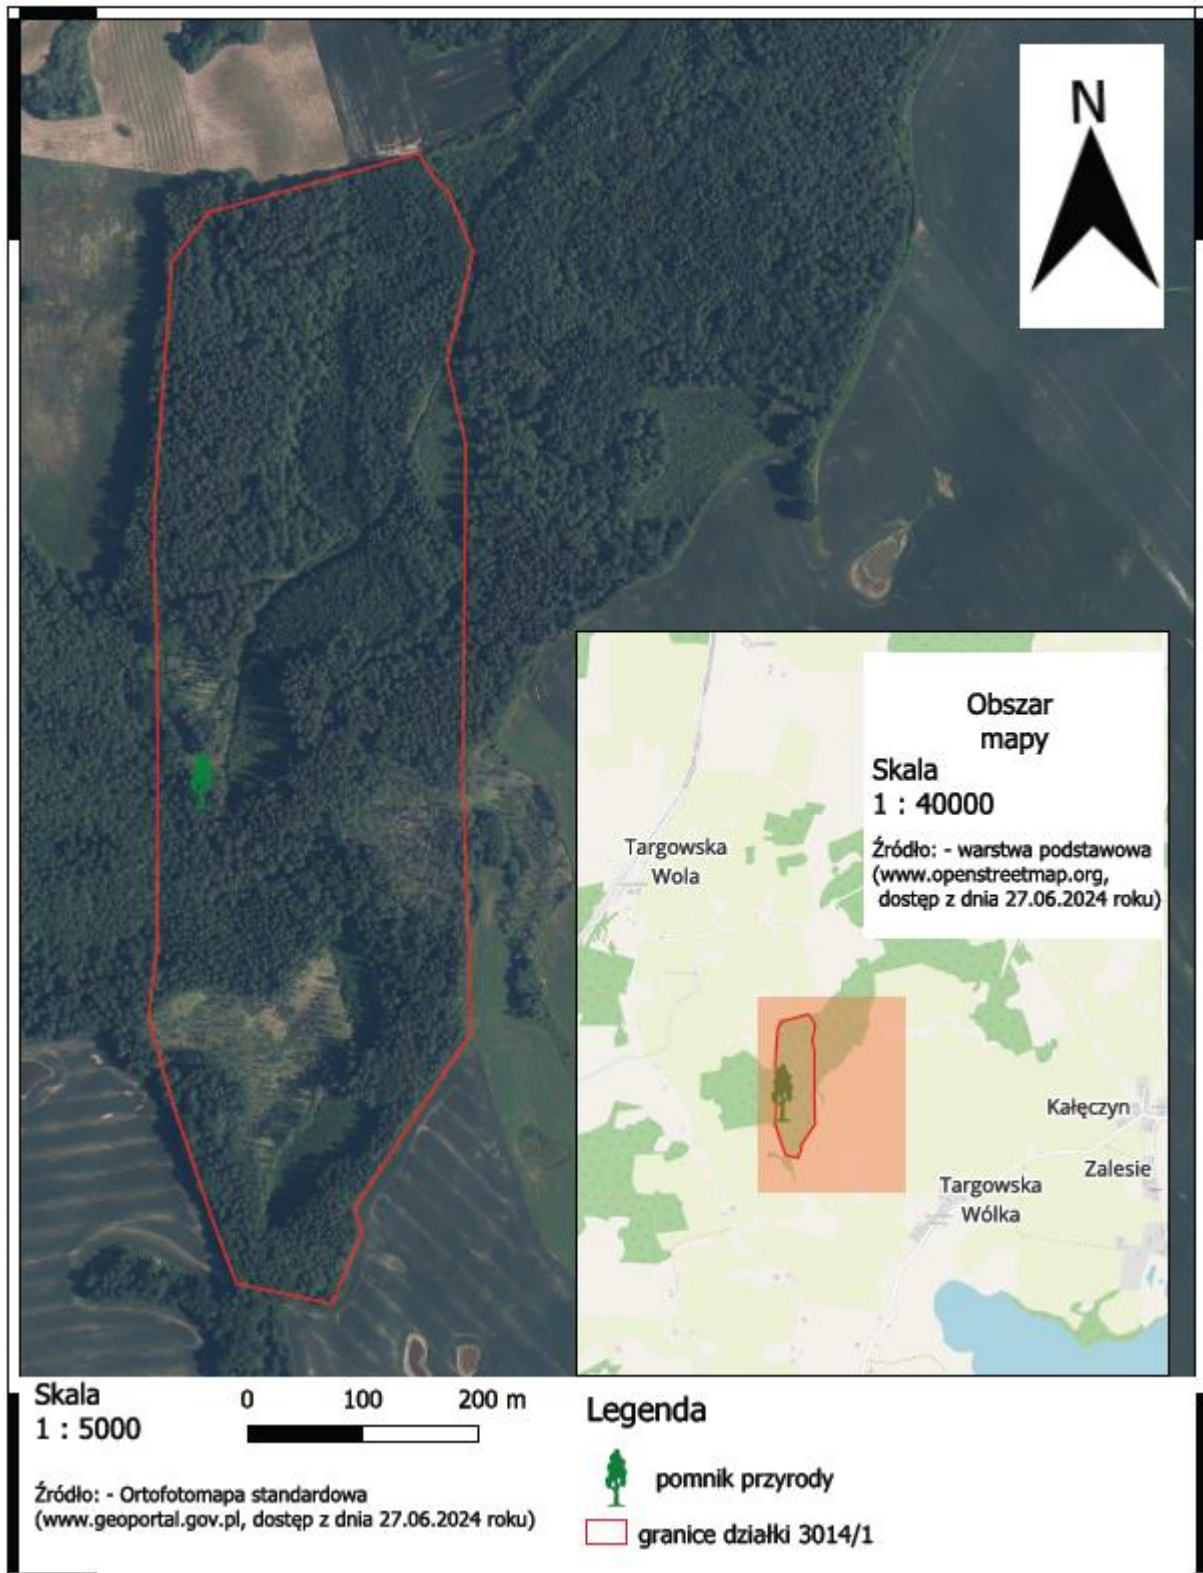 N
Obszar
mapy
Skala
1 : 40000
Źródło: - warstwa podstawowa
(www.openstreetmap.org,
dostęp z dnia 27.06.2024 roku)
Targowska
Wola
Kałęczyn
Zalesie
Targowska
Wólka
Skala
1 : 5000
0 100 200 m
Źródło: - Ortofotomapa standardowa
(www.geoportal.gov.pl, dostęp z dnia 27.06.2024 roku)
Legenda
pomnik przyrody
granice działki 3014/1